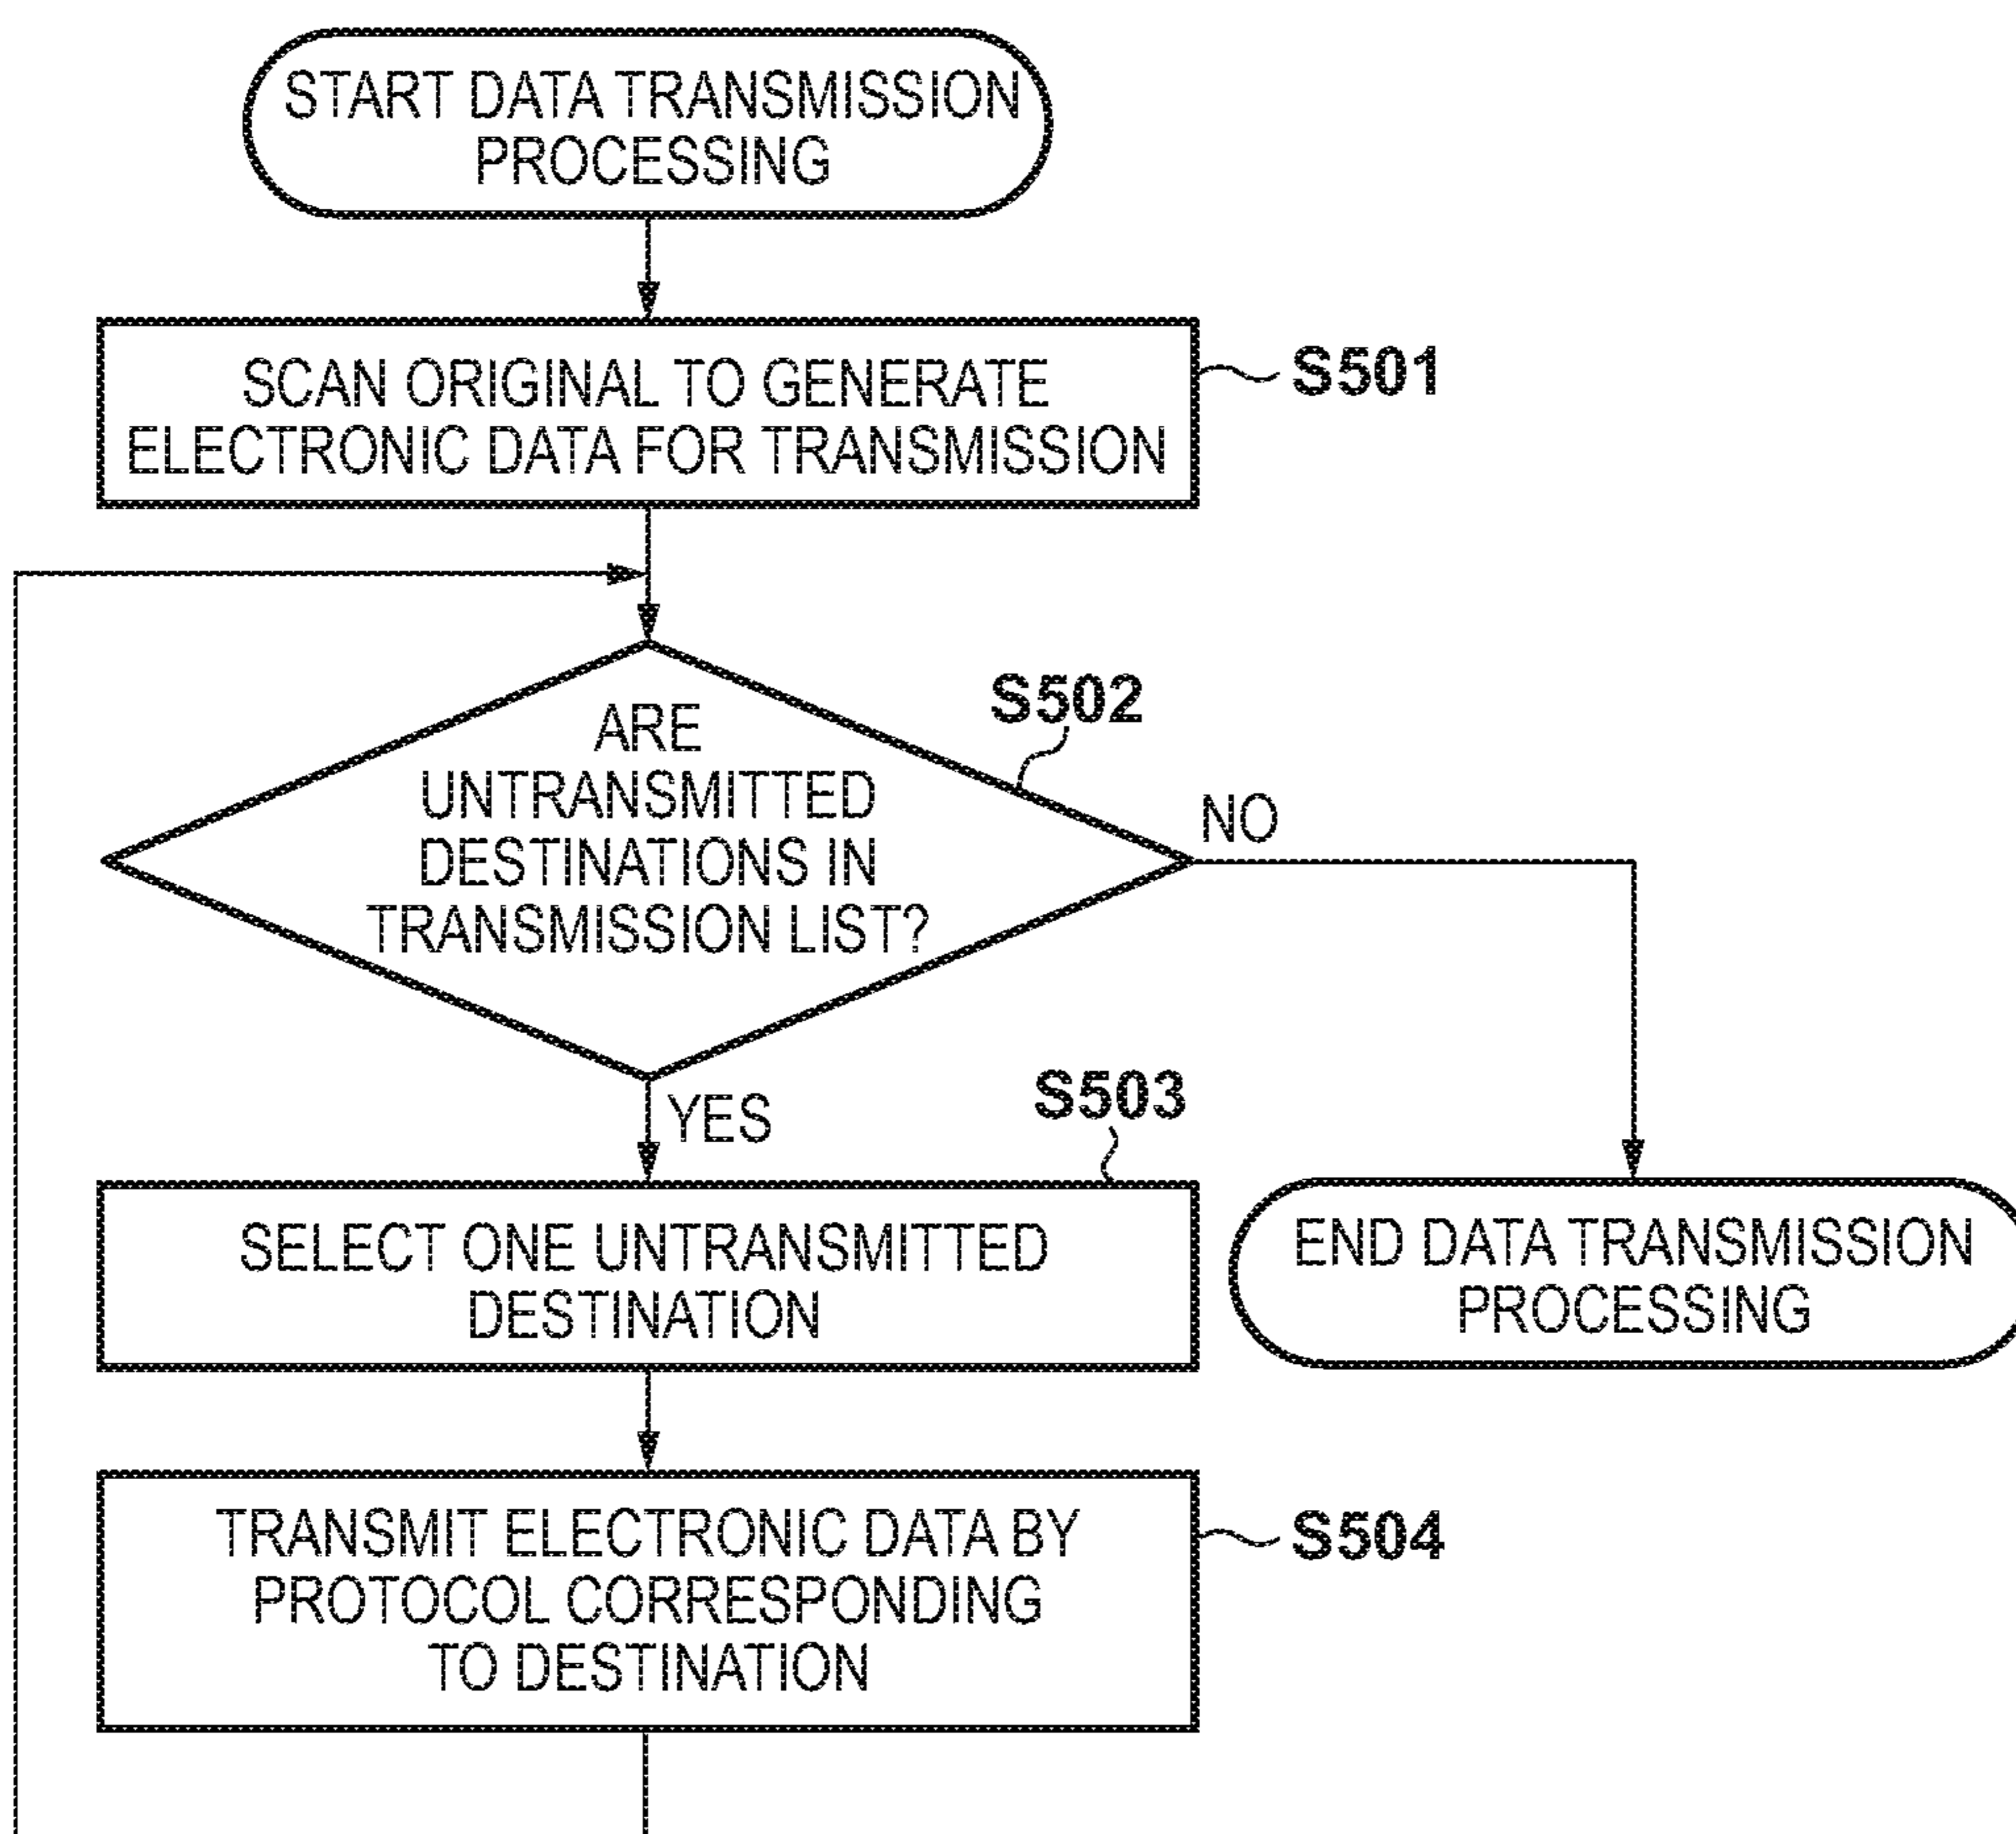 START DATA TRANSMISSION
PROCESSING
SCAN ORIGINAL TO GENERATE
ELECTRONIC DATA FOR TRANSMISSION
S501
ARE
UNTRANSMITTED
DESTINATIONS IN
TRANSMISSION LIST?
S502
NO
YES
S503
SELECT ONE UNTRANSMITTED
DESTINATION
END DATA TRANSMISSION
PROCESSING
TRANSMIT ELECTRONIC DATA BY
PROTOCOL CORRESPONDING
TO DESTINATION
S504